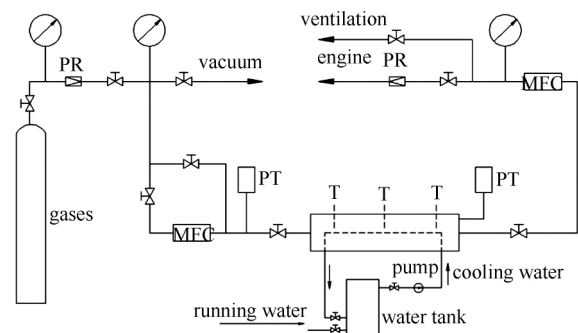 ventilation
PR
vacuum
engine
PR
MFC
gases
PT
T
T
T
PT
MFC
pump
cooling water
running water
water tank